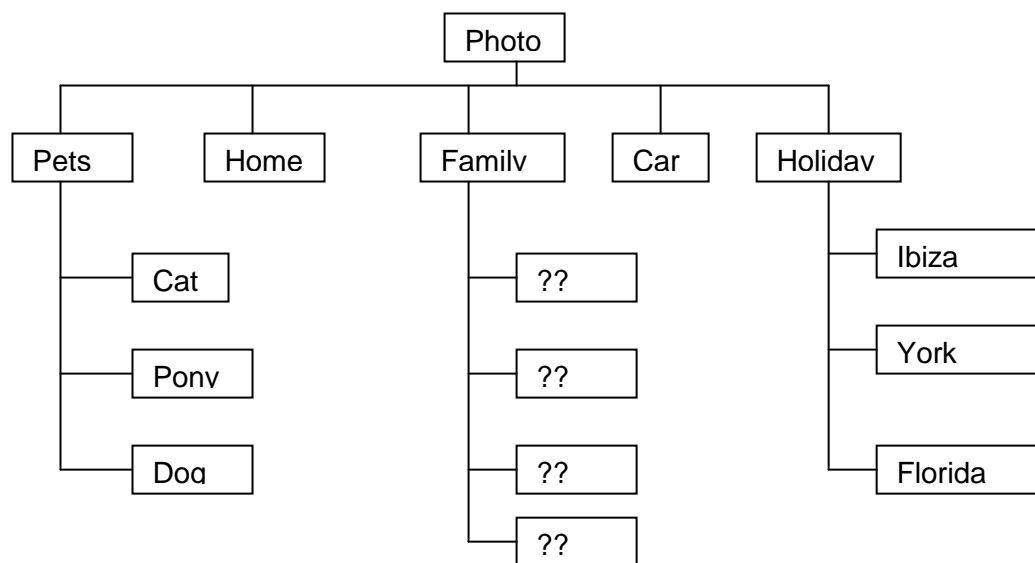 Photo
Pets
Home
Family
Car
Holiday
Cat
Pony
Dog
??
??
??
??
Ibiza
York
Florida